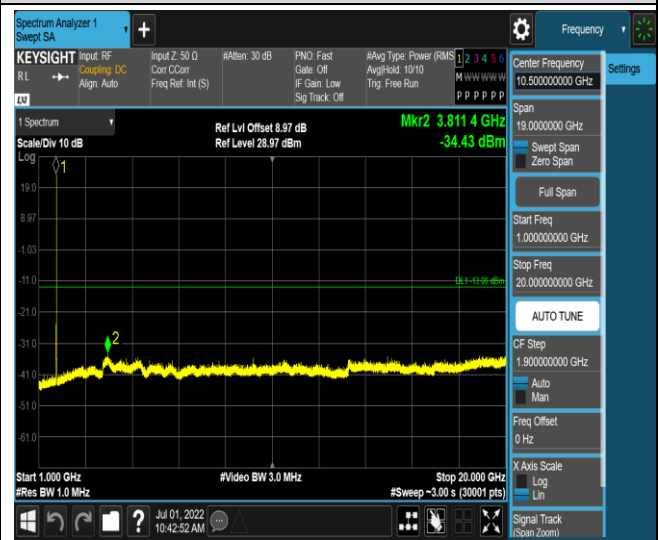 Spectrum Analyzer 1
Swept SA
Frequency
KEYSIGHT
RL
LXI
Input: RF
Coupling: DC
Align: Auto
Input Z: 50 Ω
Corr CCorr
Freq Ref: Int (S)
#Atten: 30 dB
PNO: Fast
Gate: Off
IF Gain: Low
Sig Track: Off
#Avg Type: Power (RMS
Avg|Hold: 10/10
Trig: Free Run
1 2 3 4 5 6
M W W W W W
P P P P P P
1 Spectrum
Scale/Div 10 dB
Ref Lvl Offset 8.97 dB
Ref Level 28.97 dBm
Mkr2 3.811 4 GHz
-34.43 dBm
Log
1
19.0
8.97
-1.03
-11.0
DL1 -13.00 dBm
-21.0
-31.0
2
-41.0
-51.0
-61.0
Start 1.000 GHz
#Res BW 1.0 MHz
#Video BW 3.0 MHz
Stop 20.000 GHz
#Sweep ~3.00 s (30001 pts)
Jul 01, 2022
10:42:52 AM
Center Frequency
10.500000000 GHz
Settings
Span
19.0000000 GHz
Swept Span
Zero Span
Full Span
Start Freq
1.000000000 GHz
Stop Freq
20.000000000 GHz
AUTO TUNE
CF Step
1.900000000 GHz
Auto
Man
Freq Offset
0 Hz
X Axis Scale
Log
Lin
Signal Track
(Span Zoom)